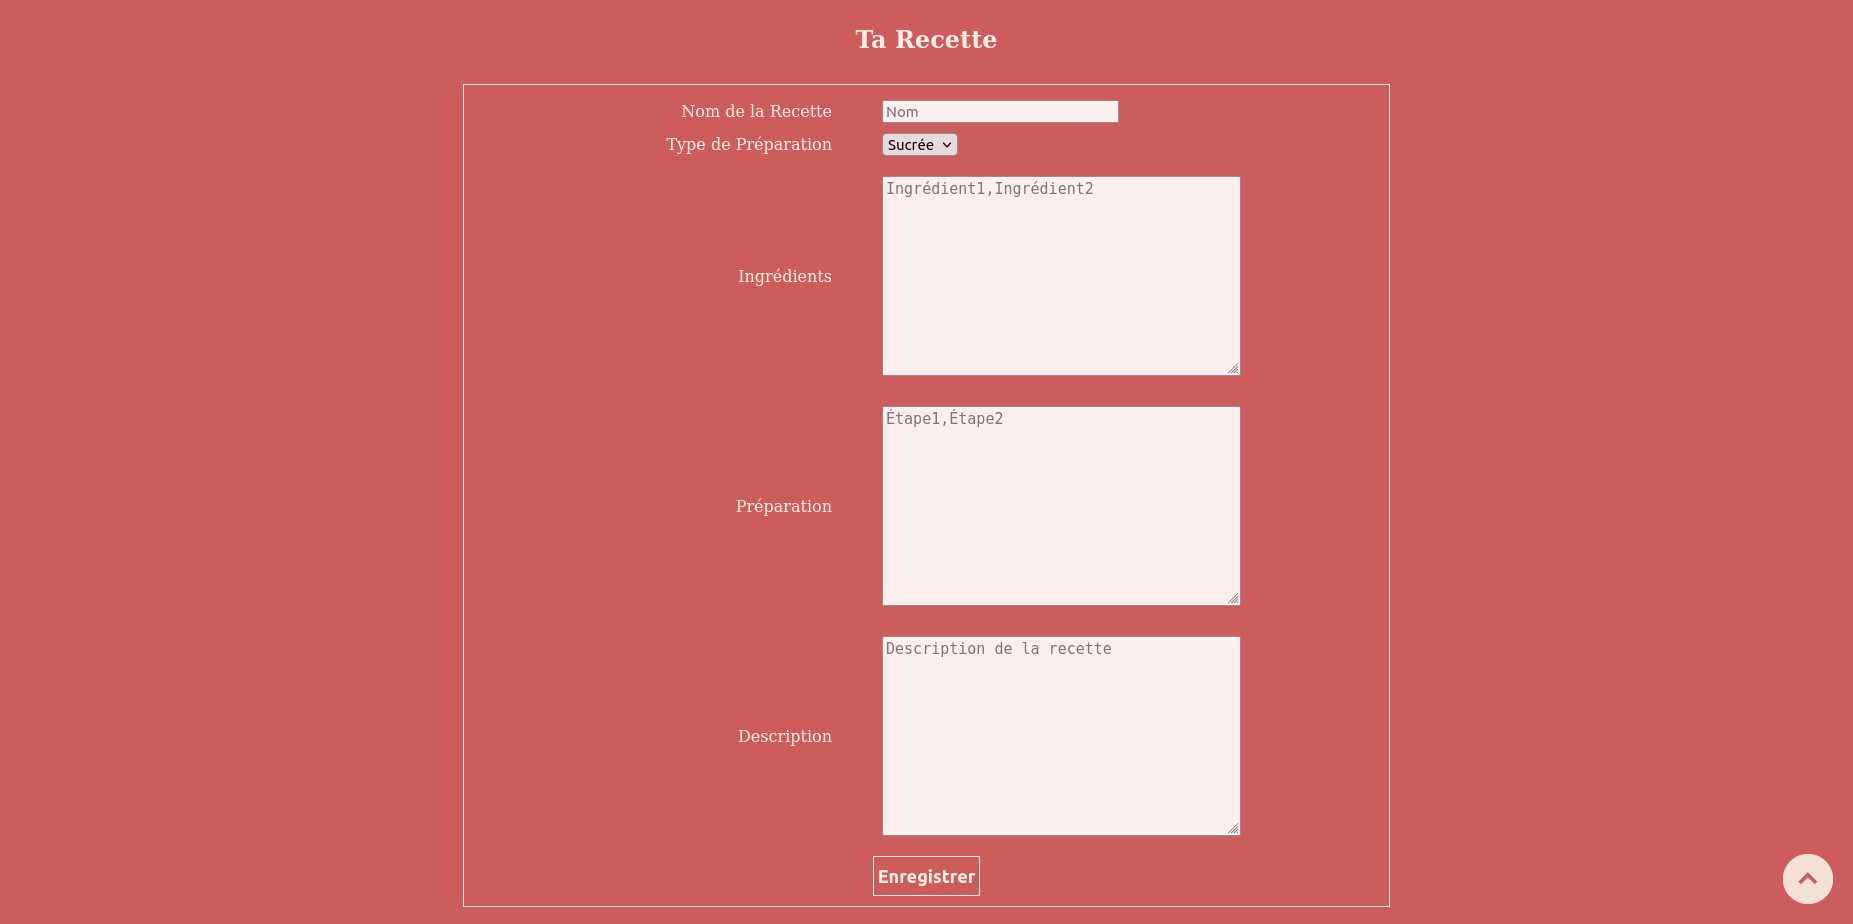 Ta Recette
Nom de la Recette
Nom
Type de Préparation
Sucrée
Ingrédients
Ingrédient1,Ingrédient2
Préparation
Étape1,Étape2
Description
Description de la recette
Enregistrer